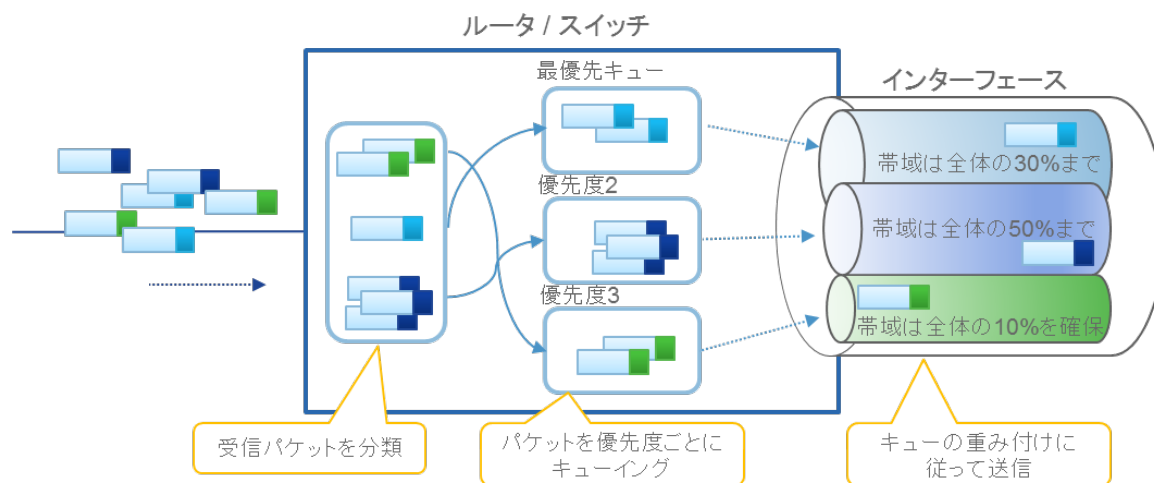 ルータ / スイッチ
最優先キュー
インターフェース
帯域は全体の30%まで
優先度2
帯域は全体の50%まで
優先度3
帯域は全体の10%を確保
受信パケットを分類
パケットを優先度ごとに
キューイング
キューの重み付けに
従って送信